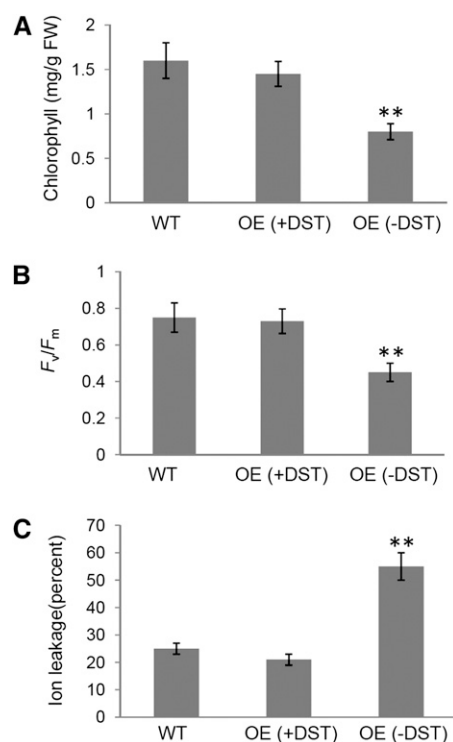 A
Chlorophyll (mg/g FW)
2
1.5
1
0.5
0
**
WT
OE (+DST)
OE (-DST)
B
Fv/Fm
1
0.8
0.6
0.4
0.2
0
**
WT
OE (+DST)
OE (-DST)
C
Ion leakage(percent)
70
60
50
40
30
20
10
0
**
WT
OE (+DST)
OE (-DST)